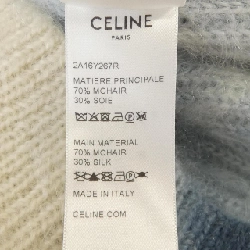 CELINE
PARIS
2A16Y267R
MATIERE PRINCIPALE
70% MOHAIR
30% SOIE
MAIN MATERIAL
70% MOHAIR
30% SILK
MADE IN ITALY
CELINE.COM